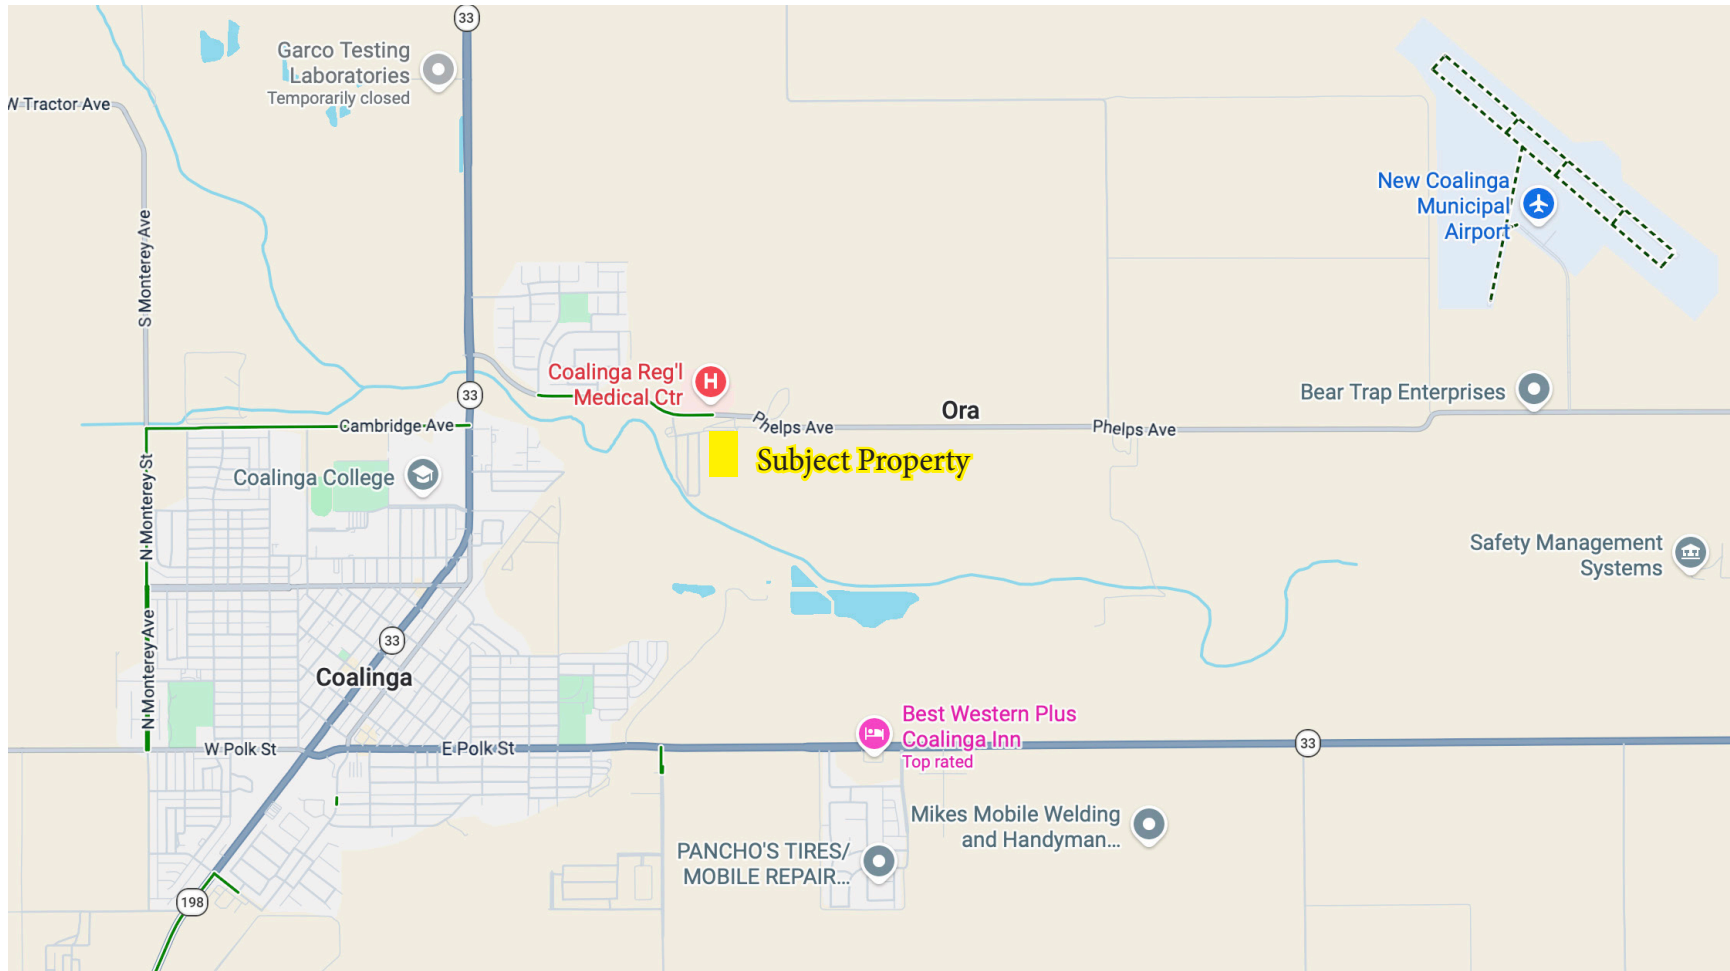 33
Garco Testing
Laboratories
Temporarily closed
W Tractor Ave
S Monterey Ave
New Coalinga
Municipal
Airport
Coalinga Reg'l
Medical Ctr
33
Bear Trap Enterprises
Ora
Phelps Ave
Phelps Ave
Cambridge Ave
Subject Property
Coalinga College
N Monterey St
Safety Management
Systems
N Monterey Ave
33
Coalinga
Best Western Plus
Coalinga Inn
Top rated
W Polk St
E Polk St
33
Mikes Mobile Welding
and Handyman...
PANCHO'S TIRES/
MOBILE REPAIR...
198